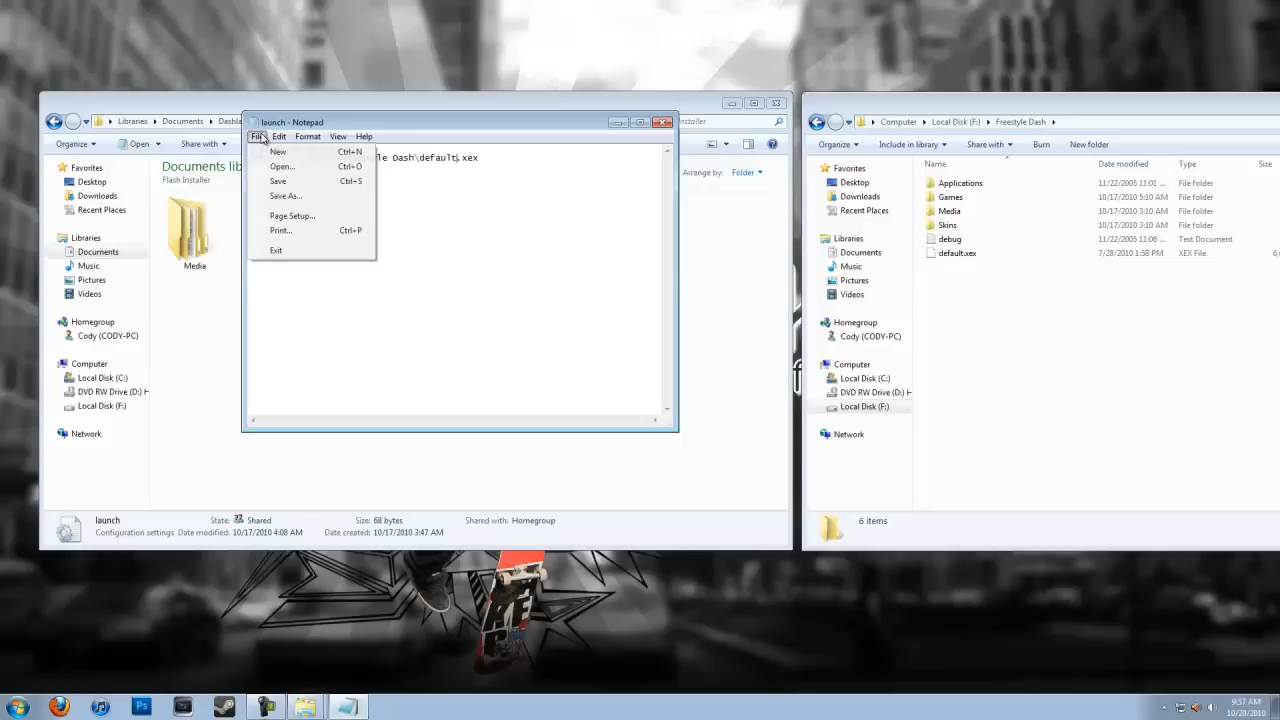 launch - Notepad
File Edit Format View Help
New Ctrl+N
Open... Ctrl+O
Save Ctrl+S
Save As...
Page Setup...
Print... Ctrl+P
Exit
le Dash\default.xex
Libraries Documents
Organize Open Share with
Documents lib
Flash Installer
Arrange by: Folder
Favorites
Desktop
Downloads
Recent Places
Libraries
Documents
Music
Pictures
Videos
Homegroup
Cody (CODY-PC)
Computer
Local Disk (C:)
DVD RW Drive (D:) H
Local Disk (F:)
Network
Media
launch State: Shared Size: 68 bytes Shared with: Homegroup
Configuration settings Date modified: 10/17/2010 4:08 AM Date created: 10/17/2010 3:47 AM
Computer Local Disk (F:) Freestyle Dash
Organize Include in library Share with Burn New folder
Favorites
Desktop
Downloads
Recent Places
Libraries
Documents
Music
Pictures
Videos
Homegroup
Cody (CODY-PC)
Computer
Local Disk (C:)
DVD RW Drive (D:) H
Local Disk (F:)
Network
Name Date modified Type Size
Applications 11/22/2005 11:01 ... File folder
Games 10/17/2010 5:10 AM File folder
Media 10/17/2010 3:10 AM File folder
Skins 10/17/2010 3:10 AM File folder
debug 11/22/2005 11:06 ... Text Document
default.xex 7/28/2010 1:58 PM XEX File 6,
6 items
Ps
9:57 AM
10/20/2010